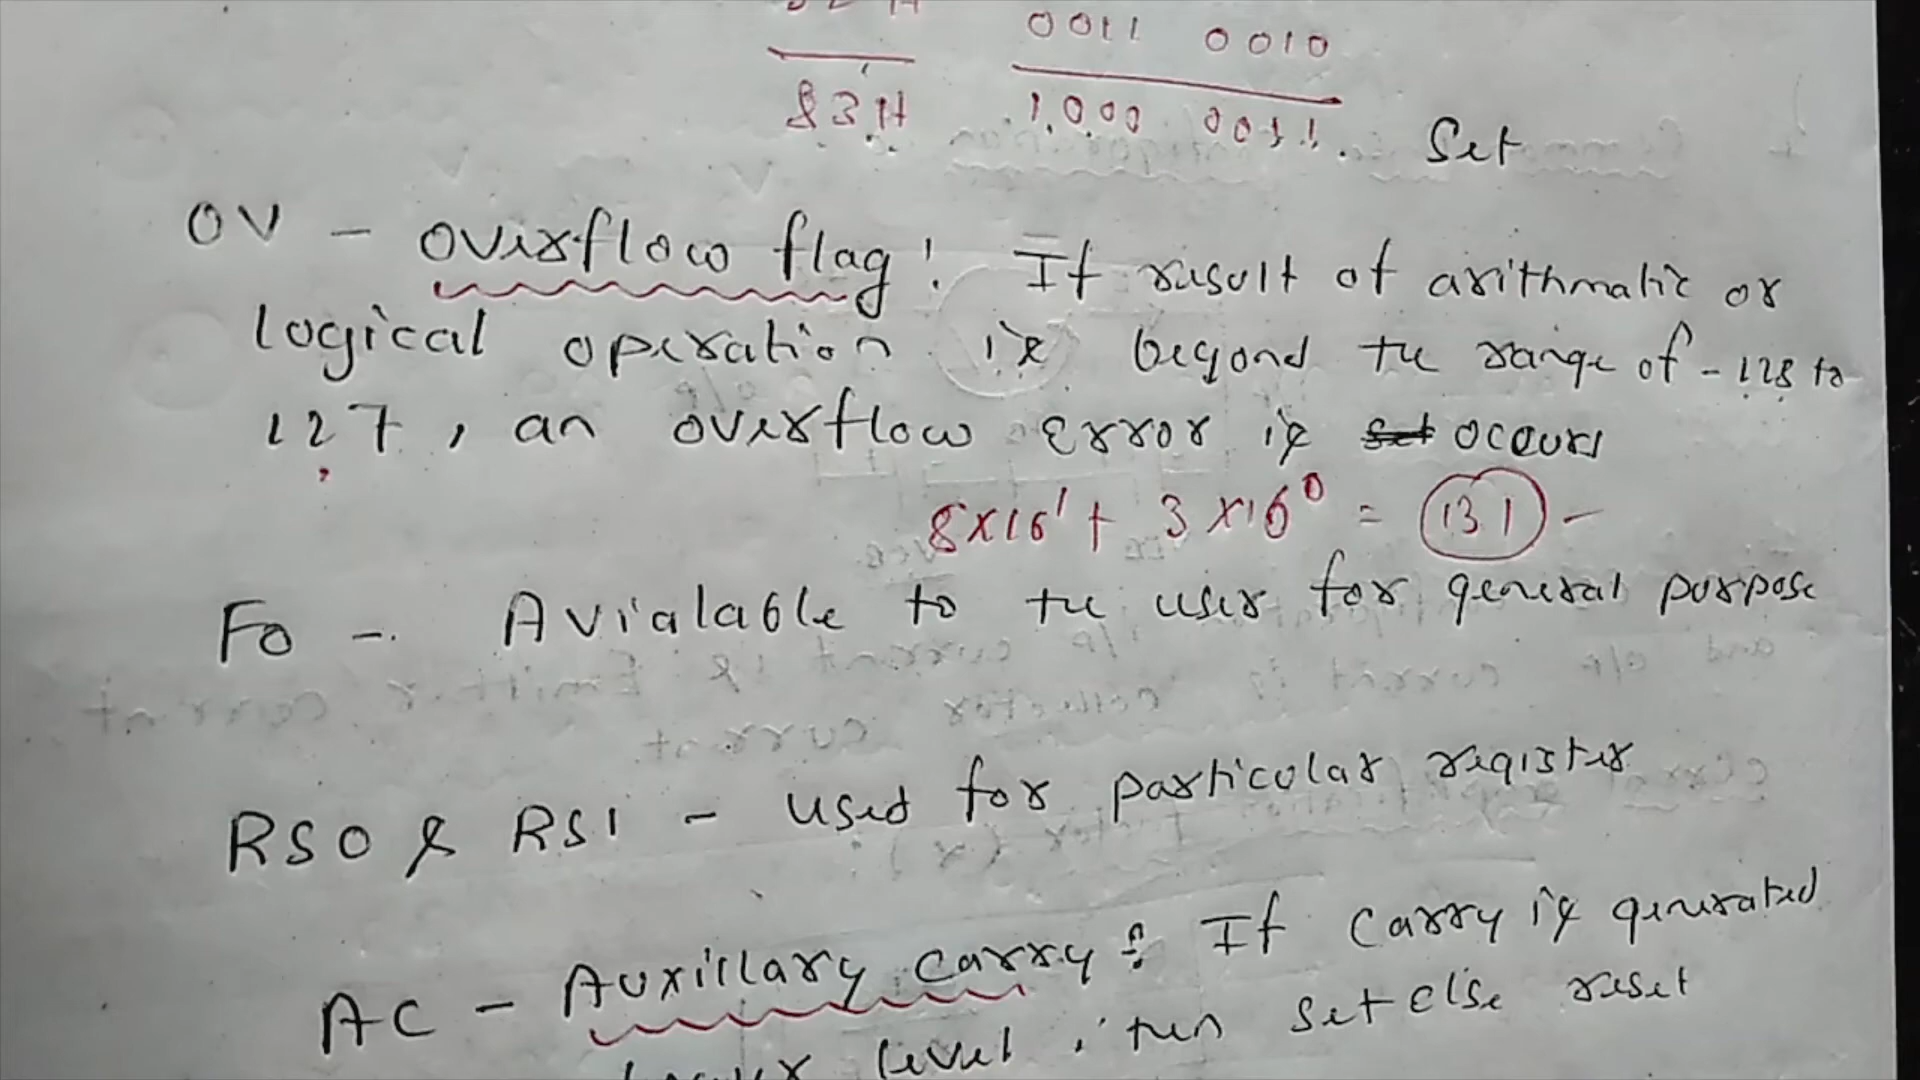 0011 0010
83H 1000 0011 Set
OV - overflow flag: If result of arithmatic or
logical operation is beyond the range of -128 to
127, an overflow error is occurs
8x16¹ + 3x16⁰ = 131 -
F0 - Avialable to the user for general purpose
RS0 & RS1 - used for particular register
AC - Auxillary carry: If carry is generated
level, then set else reset